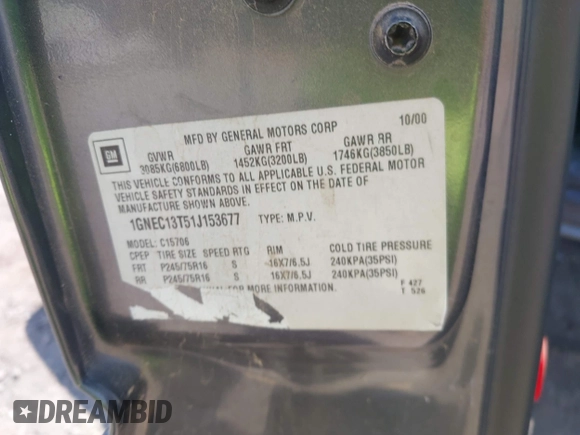 MFD BY GENERAL MOTORS CORP 10/00
GM
GVWR GAWR FRT GAWR RR
3085KG(6800LB) 1452KG(3200LB) 1746KG(3850LB)
THIS VEHICLE CONFORMS TO ALL APPLICABLE U.S. FEDERAL MOTOR
VEHICLE SAFETY STANDARDS IN EFFECT ON THE DATE OF
MANUFACTURE SHOWN ABOVE.
1GNEC13T51J153677 TYPE: M.P.V.
MODEL: C15706
CPEP TIRE SIZE SPEED RTG RIM COLD TIRE PRESSURE
FRT P245/75R16 S 16X7/6.5J 240KPA(35PSI)
RR P245/75R16 S 16X7/6.5J 240KPA(35PSI)
FOR MORE INFORMATION.
F 427
T 526
DREAMBID